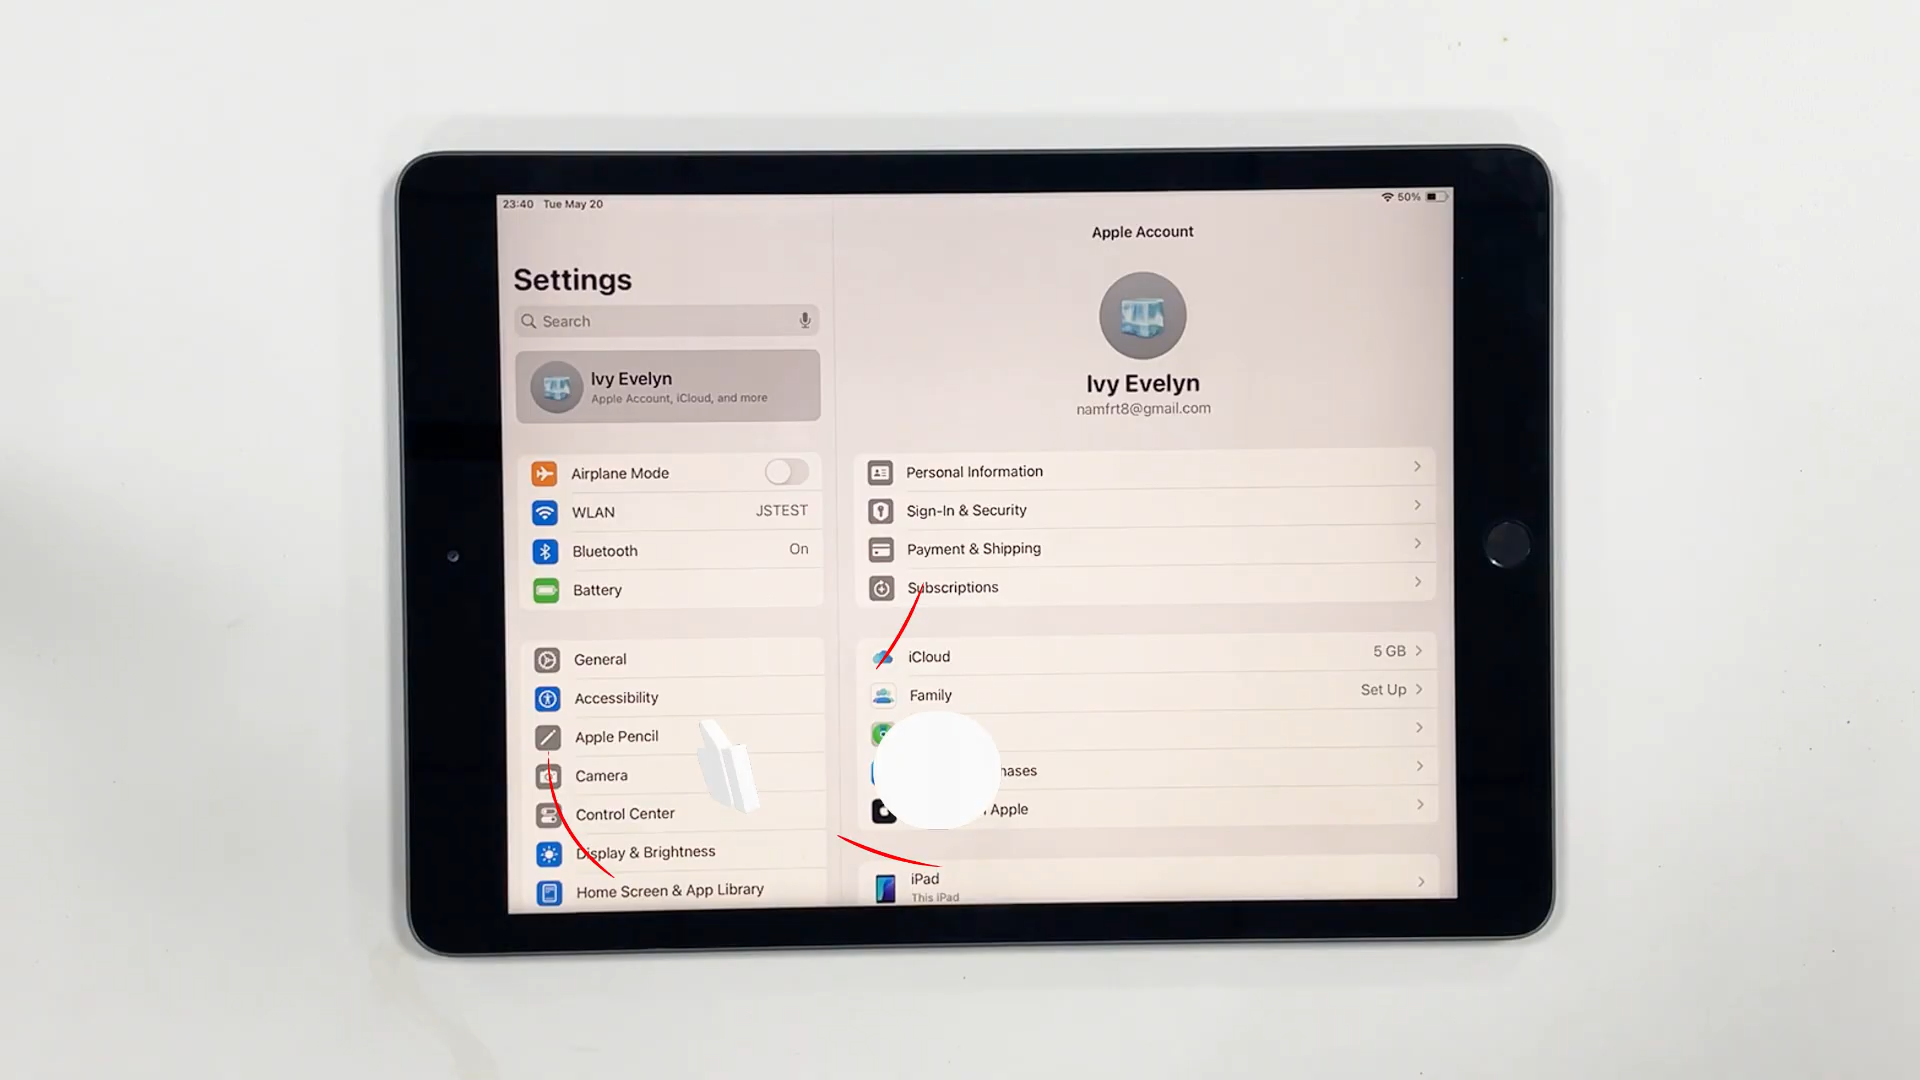 23:40 Tue May 20
50%
Settings
Search
Ivy Evelyn
Apple Account, iCloud, and more
Airplane Mode
WLAN JSTEST
Bluetooth On
Battery
General
Accessibility
Apple Pencil
Camera
Control Center
Display & Brightness
Home Screen & App Library
Apple Account
Ivy Evelyn
namfrt8@gmail.com
Personal Information
Sign-In & Security
Payment & Shipping
Subscriptions
iCloud 5 GB
Family Set Up
Apple
iPad
This iPad